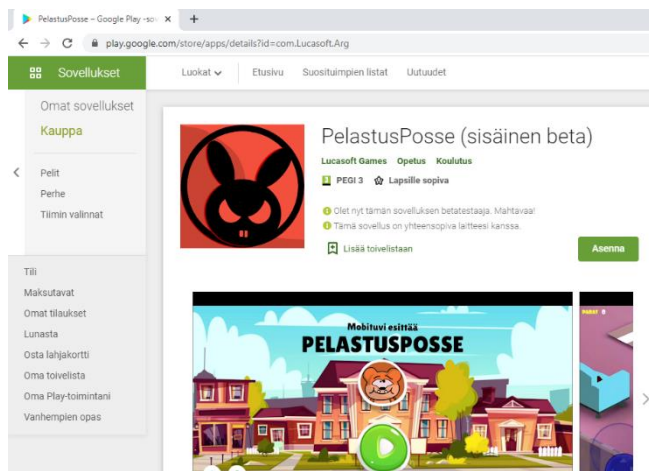 PelastusPosse – Google Play -sov
play.google.com/store/apps/details?id=com.Lucasoft.Arg
Sovellukset
Luokat
Etusivu
Suosituimpien listat
Uutuudet
Omat sovellukset
Kauppa
Pelit
Perhe
Tiimin valinnat
Tili
Maksutavat
Omat tilaukset
Lunasta
Osta lahjakortti
Oma toivelista
Oma Play-toimintani
Vanhempien opas
PelastusPosse (sisäinen beta)
Lucasoft Games Opetus Koulutus
3 PEGI 3 Lapsille sopiva
Olet nyt tämän sovelluksen betatestaaja. Mahtavaa!
Tämä sovellus on yhteensopiva laitteesi kanssa.
Lisää toivelistaan
Asenna
Mobituvi esittää
PELASTUSPOSSE